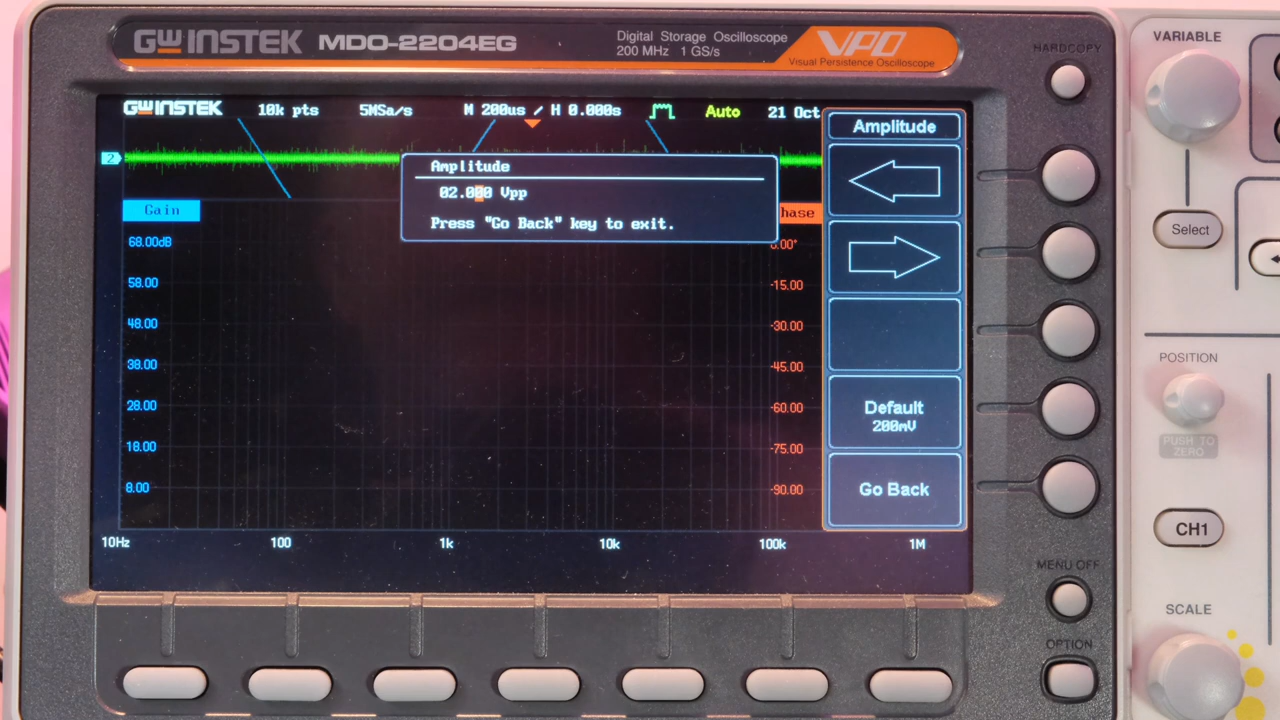 GWINSTEK MDO-2204EG
Digital Storage Oscilloscope
200 MHz 1 GS/s
VPO
Visual Persistence Oscilloscope
HARDCOPY
VARIABLE
GWINSTEK 10k pts 5MSa/s M 200us / H 0.000s Auto 21 Oct
Amplitude
2
Amplitude
02.000 Vpp
Press "Go Back" key to exit.
Gain
hase
Select
68.00dB
58.00
48.00
38.00
28.00
18.00
8.00
0.00°
-15.00
-30.00
-45.00
-60.00
-75.00
-90.00
Default
200mV
Go Back
10Hz 100 1k 10k 100k 1M
POSITION
PUSH TO
ZERO
CH1
MENU OFF
SCALE
OPTION